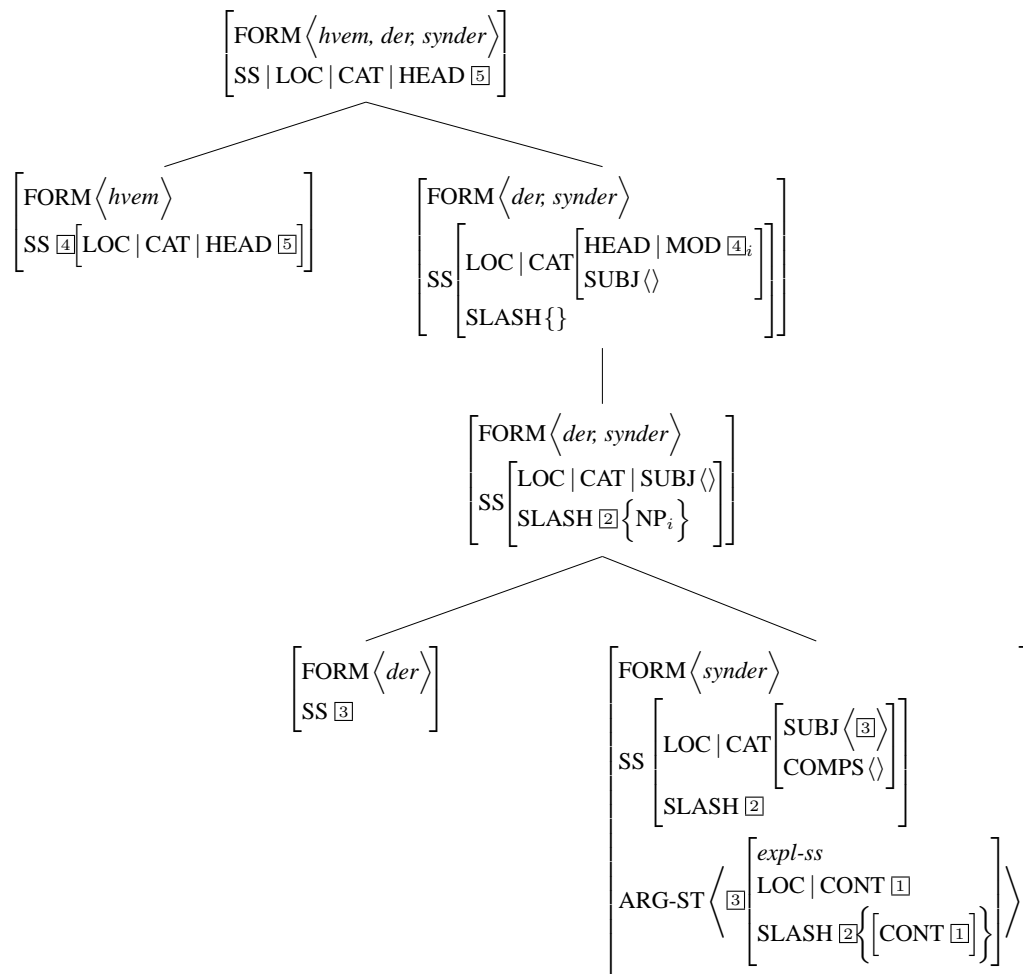 FORM ⟨hvem, der, synder⟩
SS | LOC | CAT | HEAD 5
FORM ⟨hvem⟩
SS 4 [LOC | CAT | HEAD 5]
FORM ⟨der, synder⟩
HEAD | MOD 4 i
LOC | CAT
SUBJ ⟨⟩
SS
SLASH {}
FORM ⟨der, synder⟩
LOC | CAT | SUBJ ⟨⟩
SS
SLASH 2 {NP i}
FORM ⟨der⟩
SS 3
FORM ⟨synder⟩
SUBJ ⟨3⟩
LOC | CAT
COMPS ⟨⟩
SS
SLASH 2
expl-ss
LOC | CONT 1
ARG-ST ⟨3
SLASH 2 {[CONT 1]}⟩